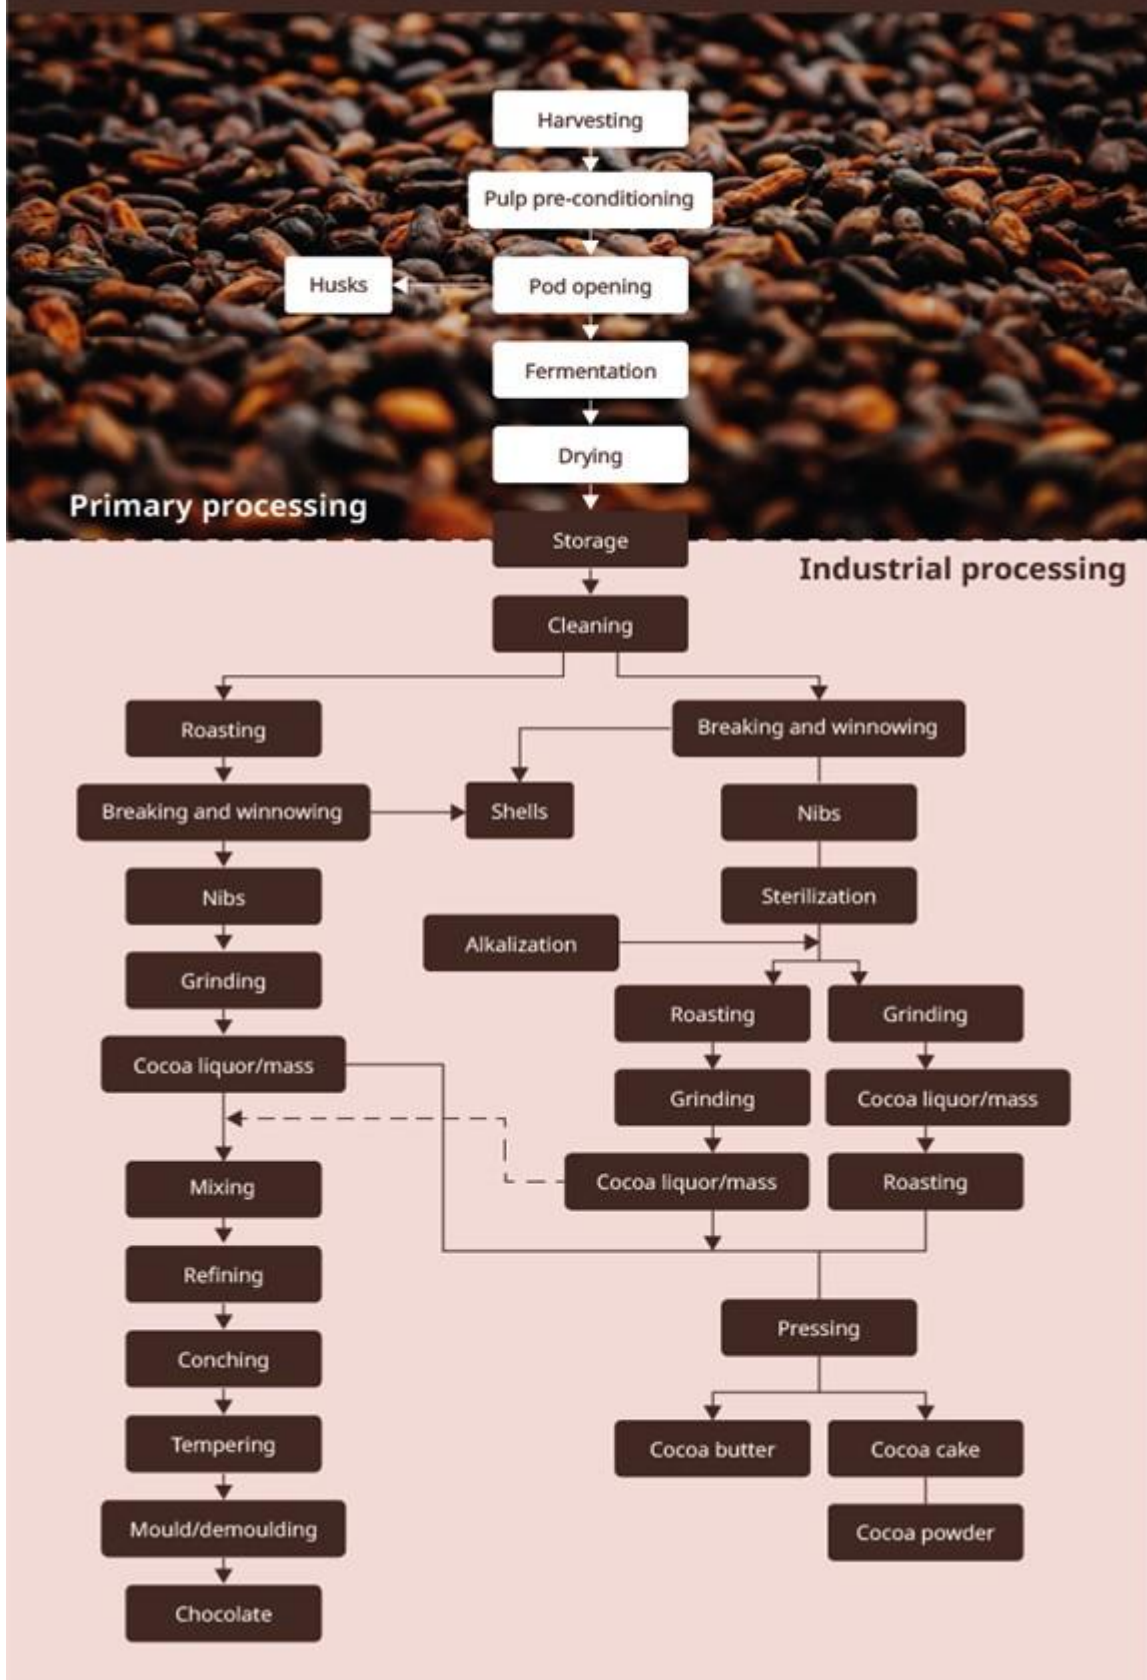 Harvesting
Pulp pre-conditioning
Husks
Pod opening
Fermentation
Drying
Primary processing
Storage
Industrial processing
Cleaning
Roasting
Breaking and winnowing
Breaking and winnowing
Shells
Nibs
Nibs
Sterilization
Alkalization
Grinding
Roasting
Grinding
Cocoa liquor/mass
Grinding
Cocoa liquor/mass
Mixing
Cocoa liquor/mass
Roasting
Refining
Pressing
Conching
Tempering
Cocoa butter
Cocoa cake
Mould/demoulding
Cocoa powder
Chocolate